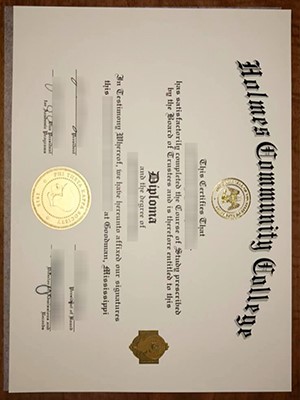 Holmes Community College
This Certifies That
has satisfactorily completed the Course of Study prescribed
by the Board of Trustees and is therefore entitled to this
Diploma
and the degree of
In Testimony Whereof, we have hereunto affixed our signatures
this at Goodman, Mississippi